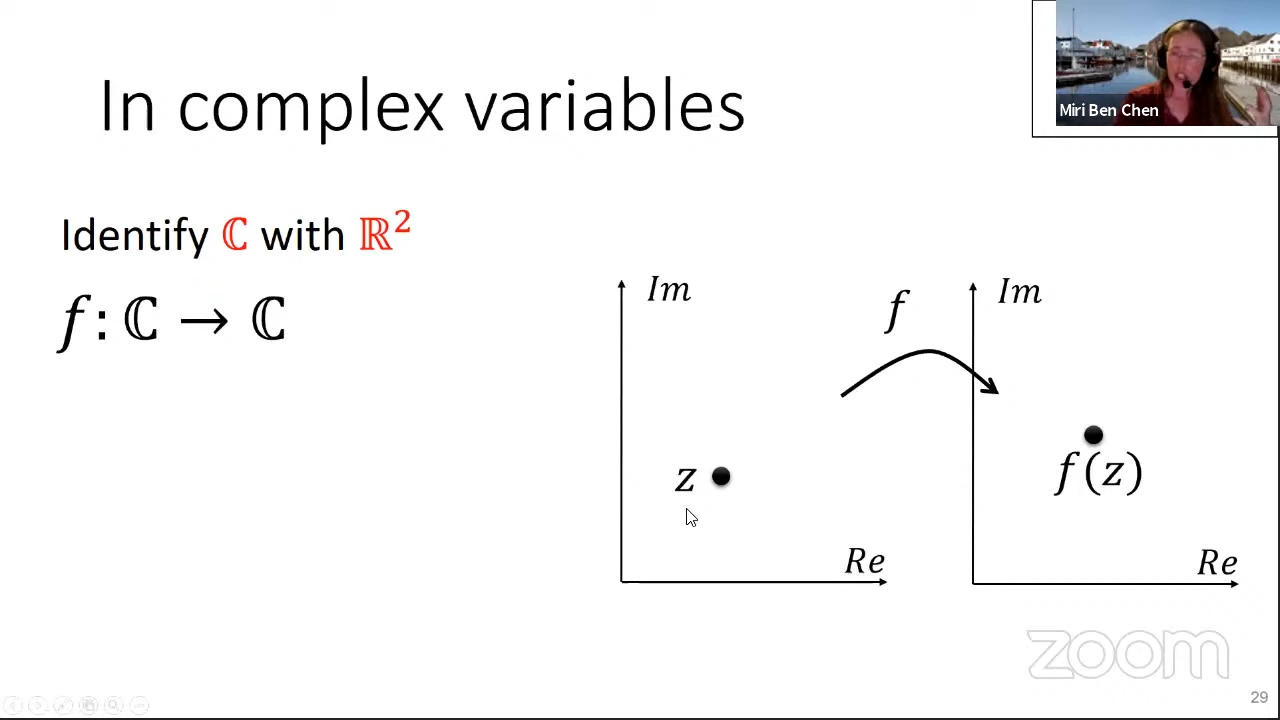 In complex variables
Miri Ben Chen
Identify ℂ with ℝ²
f: ℂ → ℂ
Im
f
Im
z
f(z)
Re
Re
zoom
29